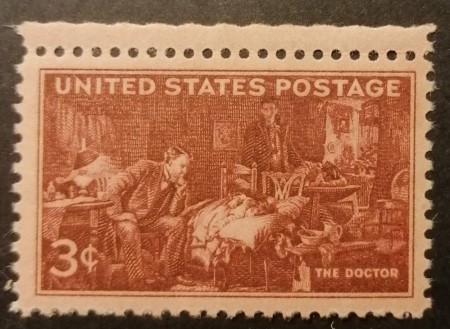 UNITED STATES POSTAGE
3¢
THE DOCTOR